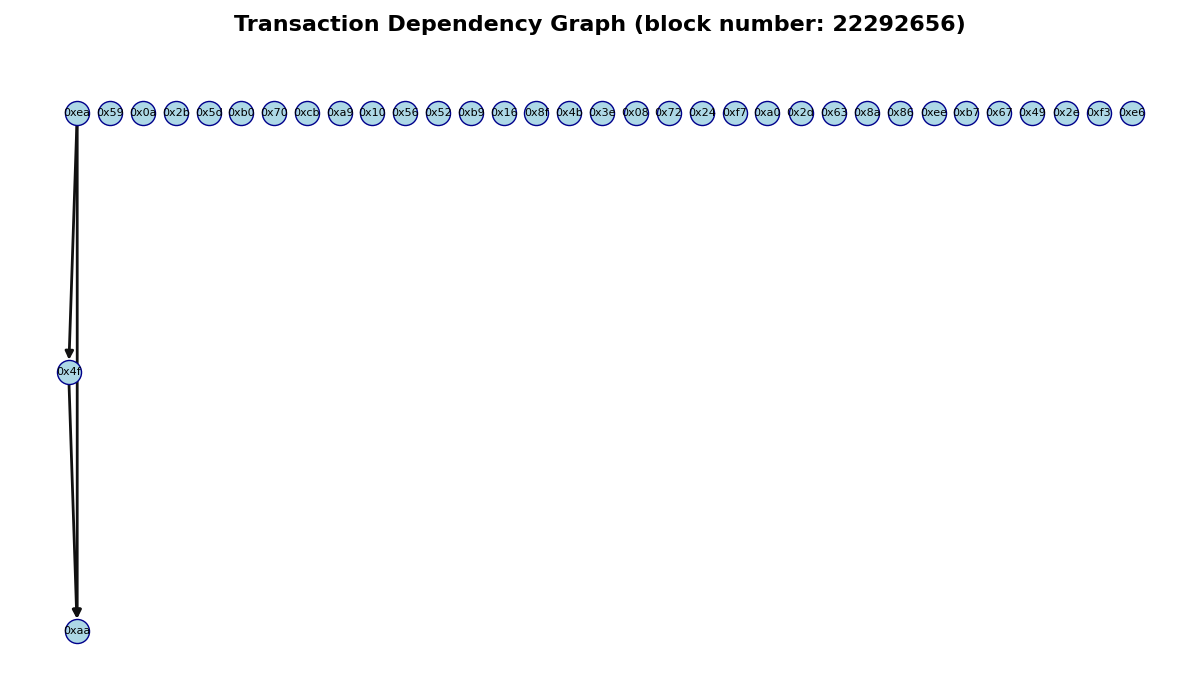 Transaction Dependency Graph (block number: 22292656)
0xea 0x59 0x0a 0x2b 0x5d 0xb0 0x70 0xcb 0xa9 0x10 0x56 0x52 0xb9 0x16 0x8f 0x4b 0x3e 0x08 0x72 0x24 0xf7 0xa0 0x2d 0x63 0x8a 0x86 0xee 0xb7 0x67 0x49 0x2e 0xf3 0xe6
0x4f
0xaa